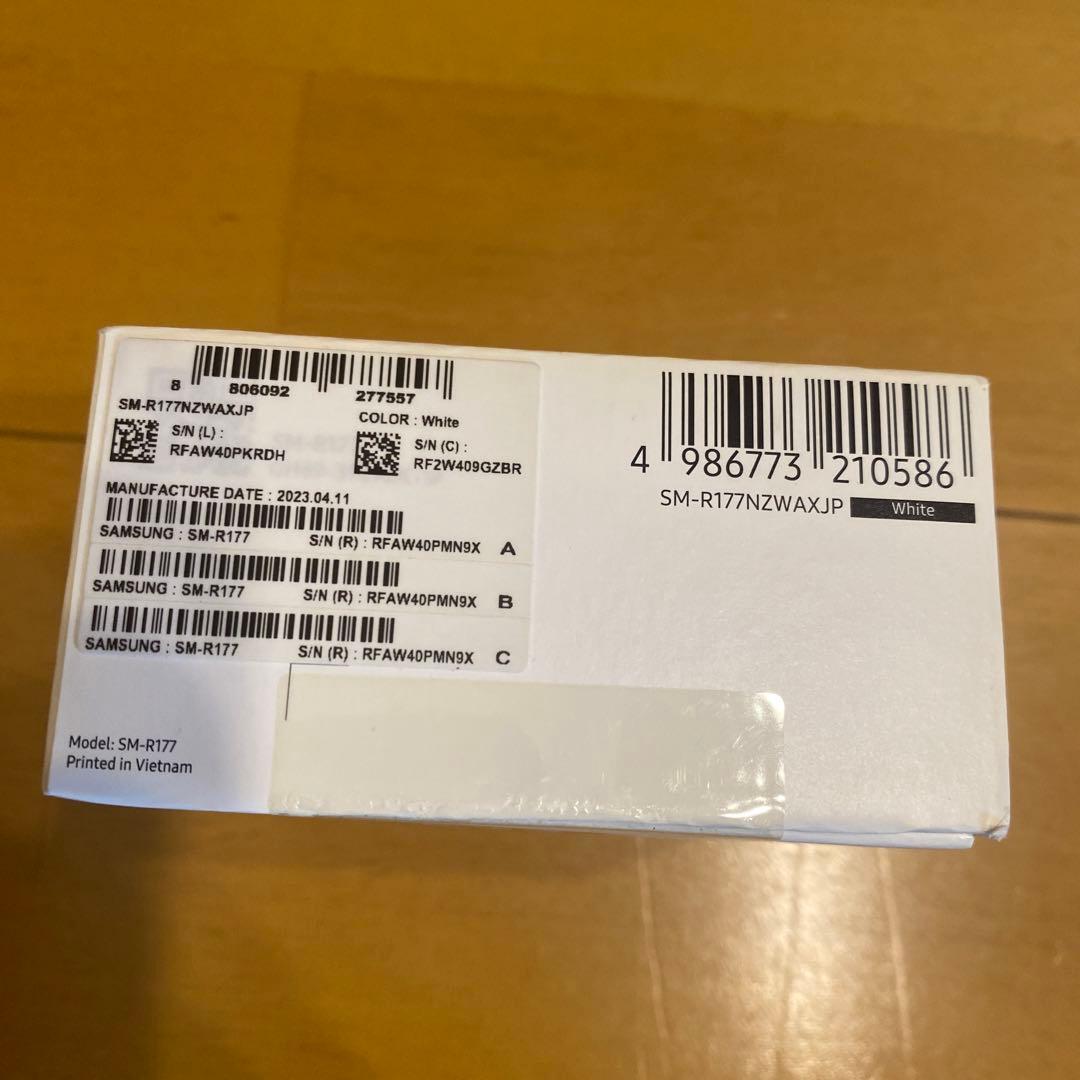 8 806092 277557
SM-R177NZWAXJP
COLOR : White
S/N (L) :
RFAW40PKRDH
S/N (C) :
RF2W409GZBR
MANUFACTURE DATE : 2023.04.11
SAMSUNG : SM-R177 S/N (R) : RFAW40PMN9X A
SAMSUNG : SM-R177 S/N (R) : RFAW40PMN9X B
SAMSUNG : SM-R177 S/N (R) : RFAW40PMN9X C
Model: SM-R177
Printed in Vietnam
4 986773 210586
SM-R177NZWAXJP White